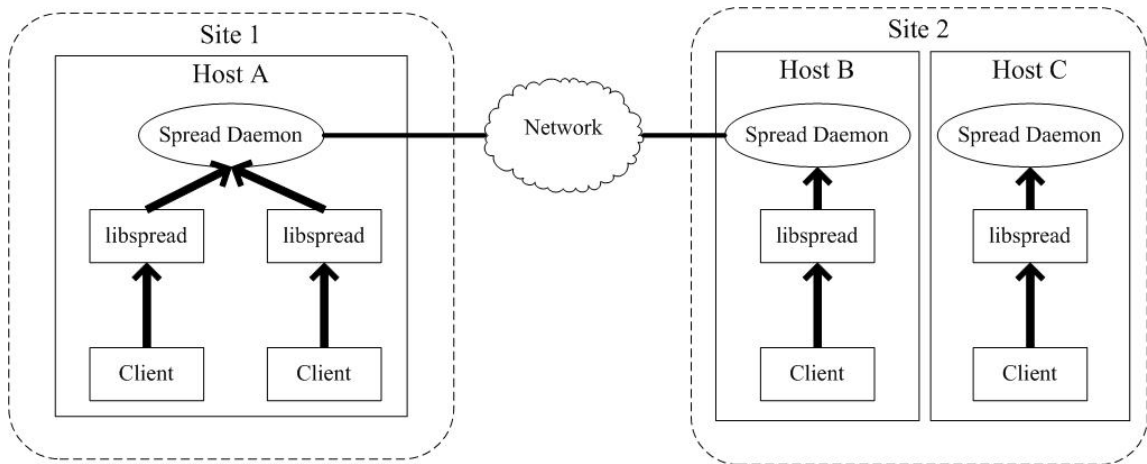 Site 1
Host A
Spread Daemon
libspread
libspread
Client
Client
Network
Site 2
Host B
Spread Daemon
libspread
Client
Host C
Spread Daemon
libspread
Client